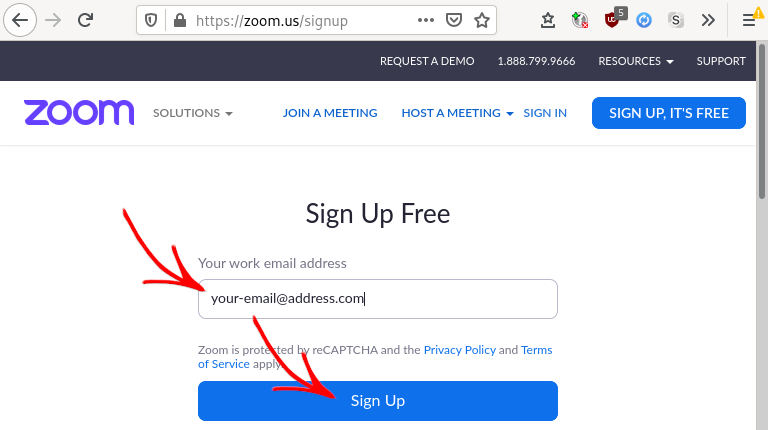 https://zoom.us/signup
5
S
REQUEST A DEMO 1.888.799.9666 RESOURCES SUPPORT
zoom SOLUTIONS JOIN A MEETING HOST A MEETING SIGN IN SIGN UP, IT'S FREE
Sign Up Free
Your work email address
your-email@address.com
Zoom is protected by reCAPTCHA and the Privacy Policy and Terms
of Service apply.
Sign Up